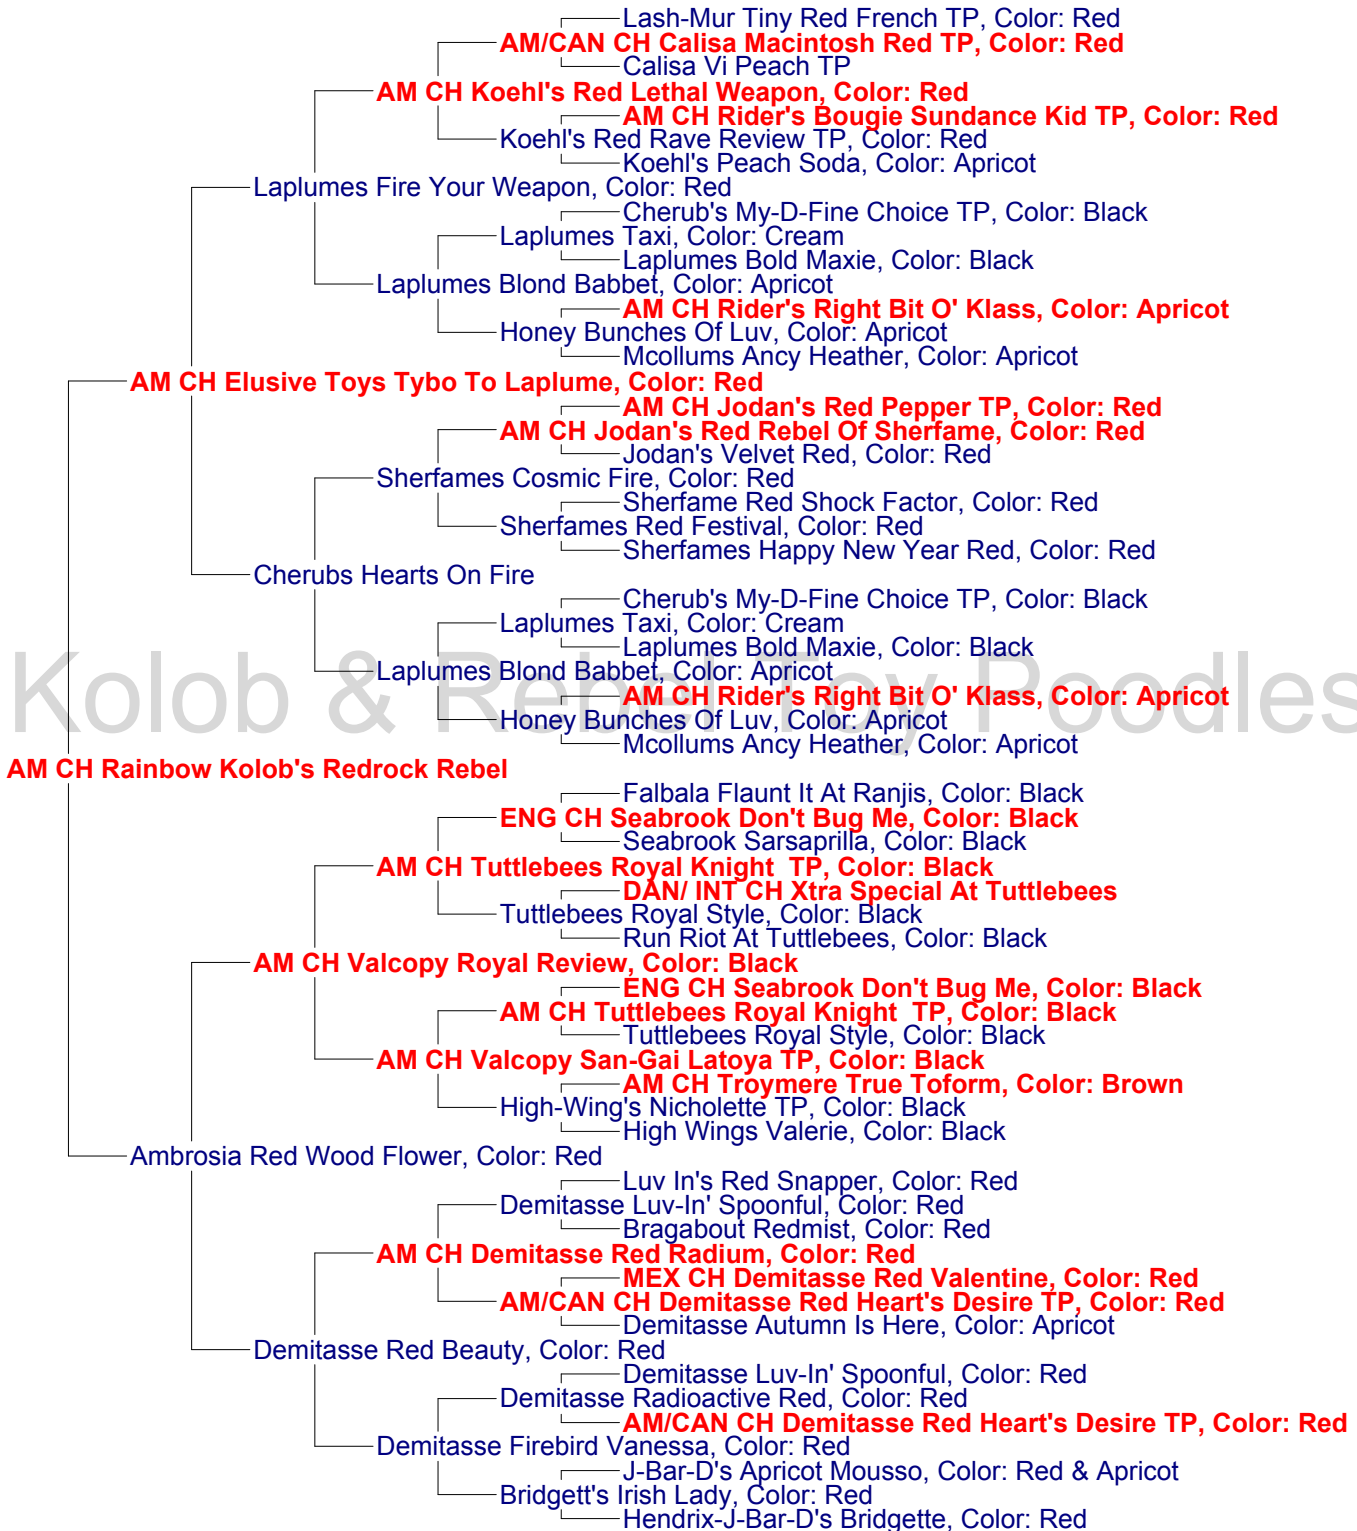 Lash-Mur Tiny Red French TP, Color: Red
AM/CAN CH Calisa Macintosh Red TP, Color: Red
Calisa Vi Peach TP
AM CH Koehl's Red Lethal Weapon, Color: Red
AM CH Rider's Bougie Sundance Kid TP, Color: Red
Koehl's Red Rave Review TP, Color: Red
Koehl's Peach Soda, Color: Apricot
Laplumes Fire Your Weapon, Color: Red
Cherub's My-D-Fine Choice TP, Color: Black
Laplumes Taxi, Color: Cream
Laplumes Bold Maxie, Color: Black
Laplumes Blond Babbet, Color: Apricot
AM CH Rider's Right Bit O' Klass, Color: Apricot
Honey Bunches Of Luv, Color: Apricot
Mcollums Ancy Heather, Color: Apricot
AM CH Elusive Toys Tybo To Laplume, Color: Red
AM CH Jodan's Red Pepper TP, Color: Red
AM CH Jodan's Red Rebel Of Sherfame, Color: Red
Jodan's Velvet Red, Color: Red
Sherfames Cosmic Fire, Color: Red
Sherfame Red Shock Factor, Color: Red
Sherfames Red Festival, Color: Red
Sherfames Happy New Year Red, Color: Red
Cherubs Hearts On Fire
Cherub's My-D-Fine Choice TP, Color: Black
Laplumes Taxi, Color: Cream
Laplumes Bold Maxie, Color: Black
Laplumes Blond Babbet, Color: Apricot
Kolob & Rebel Toy Poodles
AM CH Rider's Right Bit O' Klass, Color: Apricot
Honey Bunches Of Luv, Color: Apricot
Mcollums Ancy Heather, Color: Apricot
AM CH Rainbow Kolob's Redrock Rebel
Falbala Flaunt It At Ranjis, Color: Black
ENG CH Seabrook Don't Bug Me, Color: Black
Seabrook Sarsaprilla, Color: Black
AM CH Tuttlebees Royal Knight  TP, Color: Black
DAN/ INT CH Xtra Special At Tuttlebees
Tuttlebees Royal Style, Color: Black
Run Riot At Tuttlebees, Color: Black
AM CH Valcopy Royal Review, Color: Black
ENG CH Seabrook Don't Bug Me, Color: Black
AM CH Tuttlebees Royal Knight  TP, Color: Black
Tuttlebees Royal Style, Color: Black
AM CH Valcopy San-Gai Latoya TP, Color: Black
AM CH Troymere True Toform, Color: Brown
High-Wing's Nicholette TP, Color: Black
High Wings Valerie, Color: Black
Ambrosia Red Wood Flower, Color: Red
Luv In's Red Snapper, Color: Red
Demitasse Luv-In' Spoonful, Color: Red
Bragabout Redmist, Color: Red
AM CH Demitasse Red Radium, Color: Red
MEX CH Demitasse Red Valentine, Color: Red
AM/CAN CH Demitasse Red Heart's Desire TP, Color: Red
Demitasse Autumn Is Here, Color: Apricot
Demitasse Red Beauty, Color: Red
Demitasse Luv-In' Spoonful, Color: Red
Demitasse Radioactive Red, Color: Red
AM/CAN CH Demitasse Red Heart's Desire TP, Color: Red
Demitasse Firebird Vanessa, Color: Red
J-Bar-D's Apricot Mousso, Color: Red & Apricot
Bridgett's Irish Lady, Color: Red
Hendrix-J-Bar-D's Bridgette, Color: Red